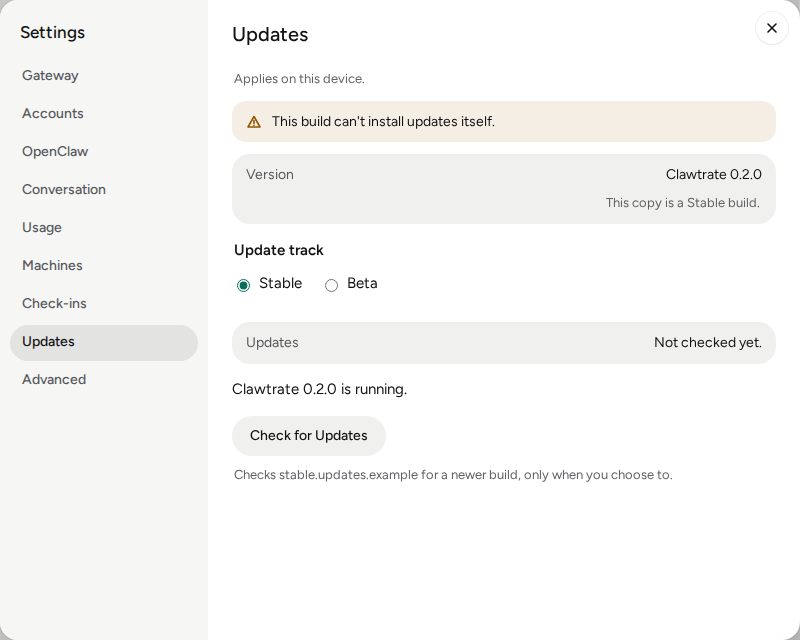 Settings
Gateway
Accounts
OpenClaw
Conversation
Usage
Machines
Check-ins
Updates
Advanced
Updates
Applies on this device.
This build can't install updates itself.
Version
Clawtrate 0.2.0
This copy is a Stable build.
Update track
Stable
Beta
Updates
Not checked yet.
Clawtrate 0.2.0 is running.
Check for Updates
Checks stable.updates.example for a newer build, only when you choose to.